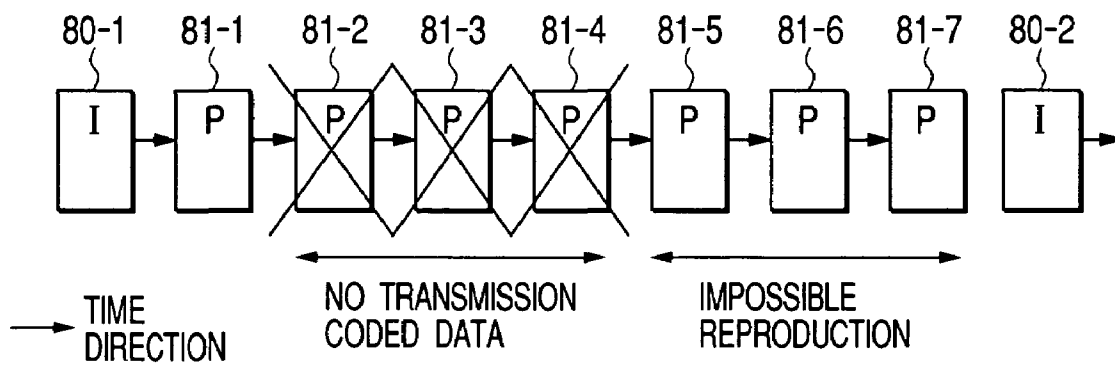 80-1 81-1 81-2 81-3 81-4 81-5 81-6 81-7 80-2
I P P P P P P P I
NO TRANSMISSION CODED DATA
IMPOSSIBLE REPRODUCTION
TIME DIRECTION